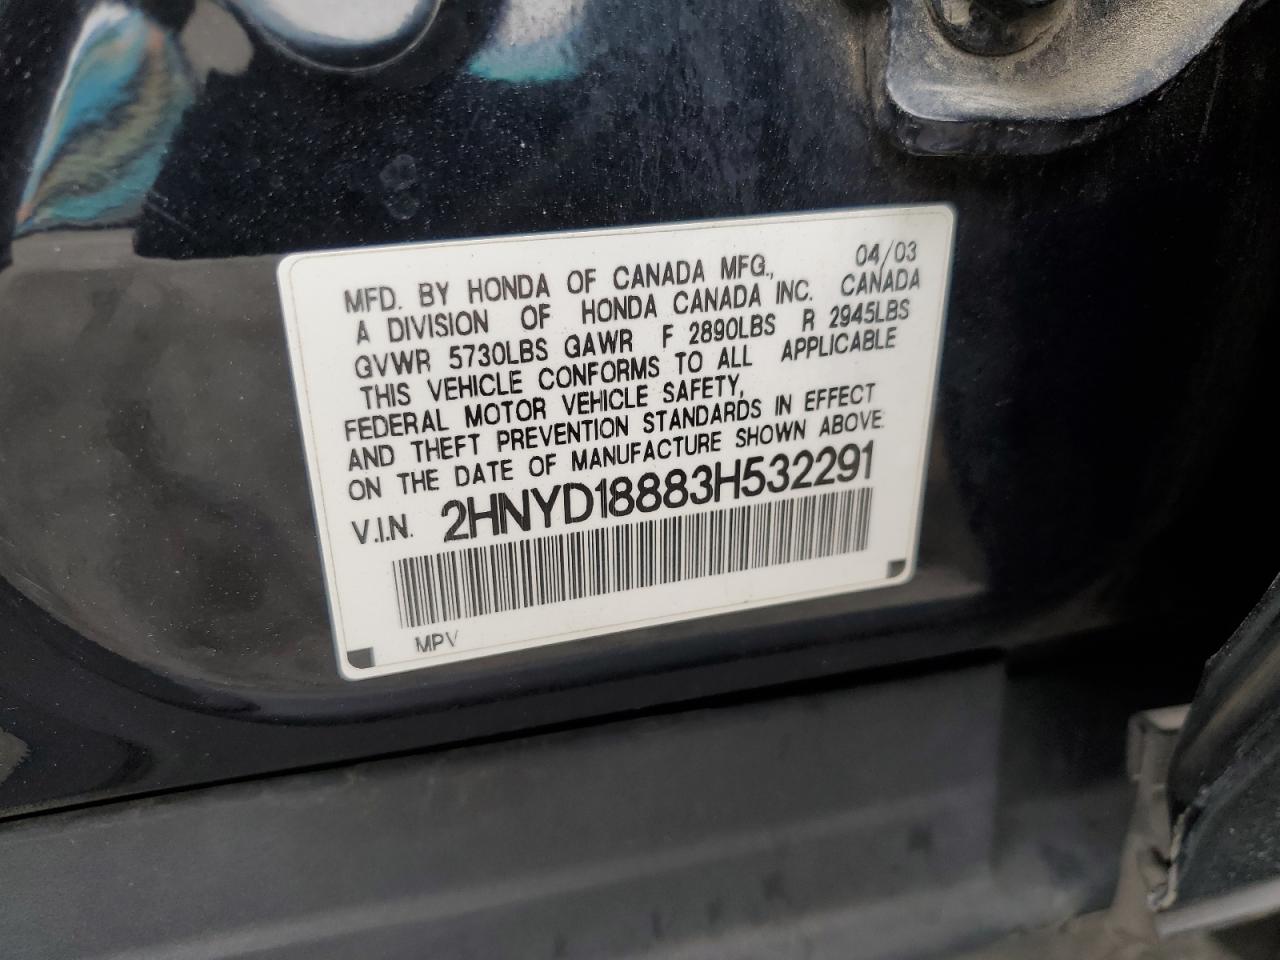 04/03
MFD. BY HONDA OF CANADA MFG.,
A DIVISION OF HONDA CANADA INC. CANADA
GVWR 5730LBS GAWR F 2890LBS R 2945LBS
THIS VEHICLE CONFORMS TO ALL APPLICABLE
FEDERAL MOTOR VEHICLE SAFETY,
AND THEFT PREVENTION STANDARDS IN EFFECT
ON THE DATE OF MANUFACTURE SHOWN ABOVE.
V.I.N. 2HNYD18883H532291
MPV